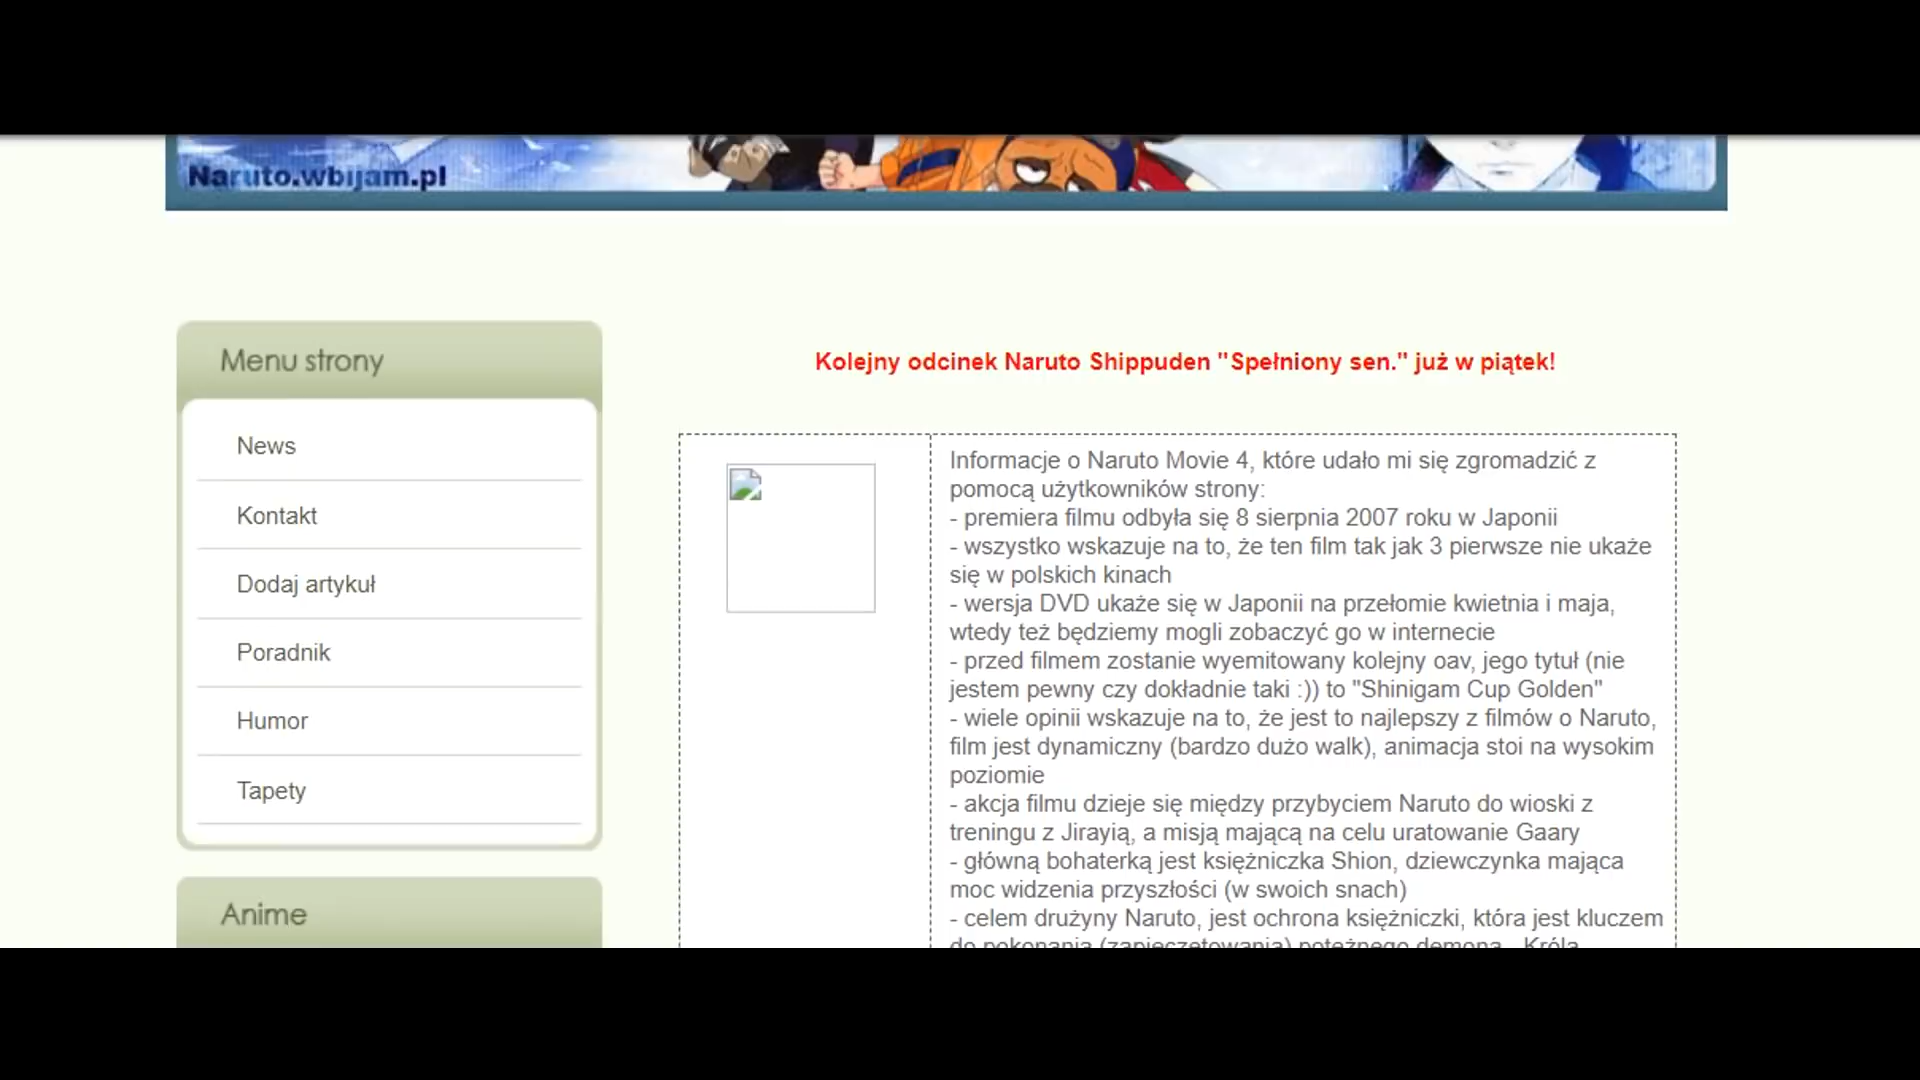 Naruto.wbijam.pl
Menu strony
News
Kontakt
Dodaj artykuł
Poradnik
Humor
Tapety
Anime
Kolejny odcinek Naruto Shippuden "Spełniony sen." już w piątek!
Informacje o Naruto Movie 4, które udało mi się zgromadzić z
pomocą użytkowników strony:
- premiera filmu odbyła się 8 sierpnia 2007 roku w Japonii
- wszystko wskazuje na to, że ten film tak jak 3 pierwsze nie ukaże
się w polskich kinach
- wersja DVD ukaże się w Japonii na przełomie kwietnia i maja,
wtedy też będziemy mogli zobaczyć go w internecie
- przed filmem zostanie wyemitowany kolejny oav, jego tytuł (nie
jestem pewny czy dokładnie taki :)) to "Shinigam Cup Golden"
- wiele opinii wskazuje na to, że jest to najlepszy z filmów o Naruto,
film jest dynamiczny (bardzo dużo walk), animacja stoi na wysokim
poziomie
- akcja filmu dzieje się między przybyciem Naruto do wioski z
treningu z Jirayią, a misją mającą na celu uratowanie Gaary
- główną bohaterką jest księżniczka Shion, dziewczynka mająca
moc widzenia przyszłości (w swoich snach)
- celem drużyny Naruto, jest ochrona księżniczki, która jest kluczem
do pokonania (zapieczętowania) potężnego demona - Króla